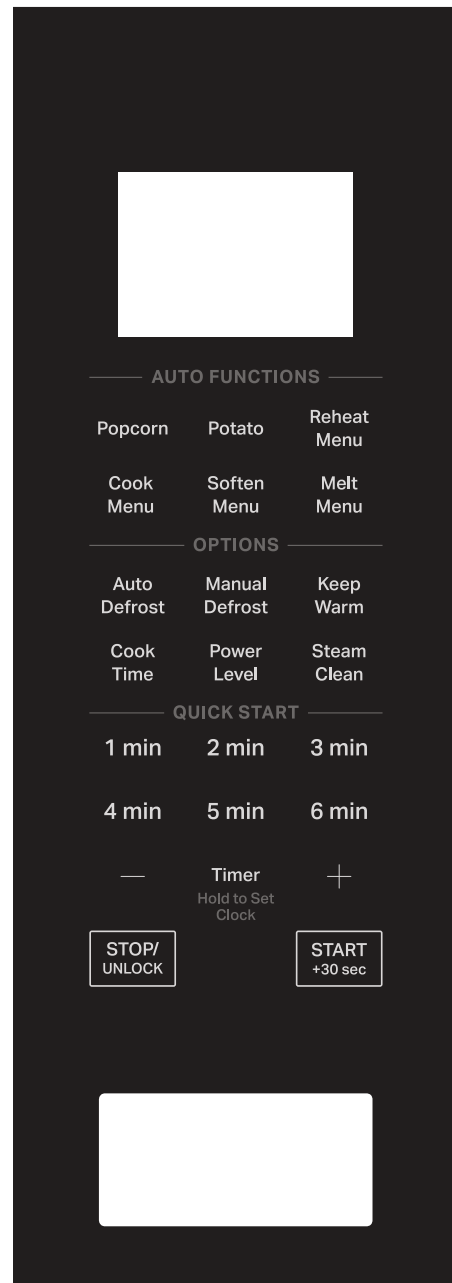 AUTO FUNCTIONS
Popcorn Potato Reheat
Menu
Cook Soften Melt
Menu Menu Menu
OPTIONS
Auto Manual Keep
Defrost Defrost Warm
Cook Power Steam
Time Level Clean
QUICK START
1 min 2 min 3 min
4 min 5 min 6 min
— Timer +
Hold to Set
Clock
STOP/ START
UNLOCK +30 sec